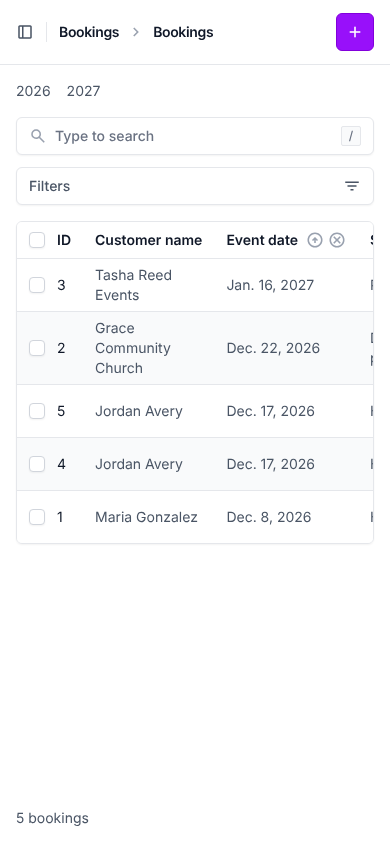 Bookings > Bookings
2026 2027
Type to search /
Filters
ID Customer name Event date
3 Tasha Reed Events Jan. 16, 2027
2 Grace Community Church Dec. 22, 2026
5 Jordan Avery Dec. 17, 2026
4 Jordan Avery Dec. 17, 2026
1 Maria Gonzalez Dec. 8, 2026
5 bookings